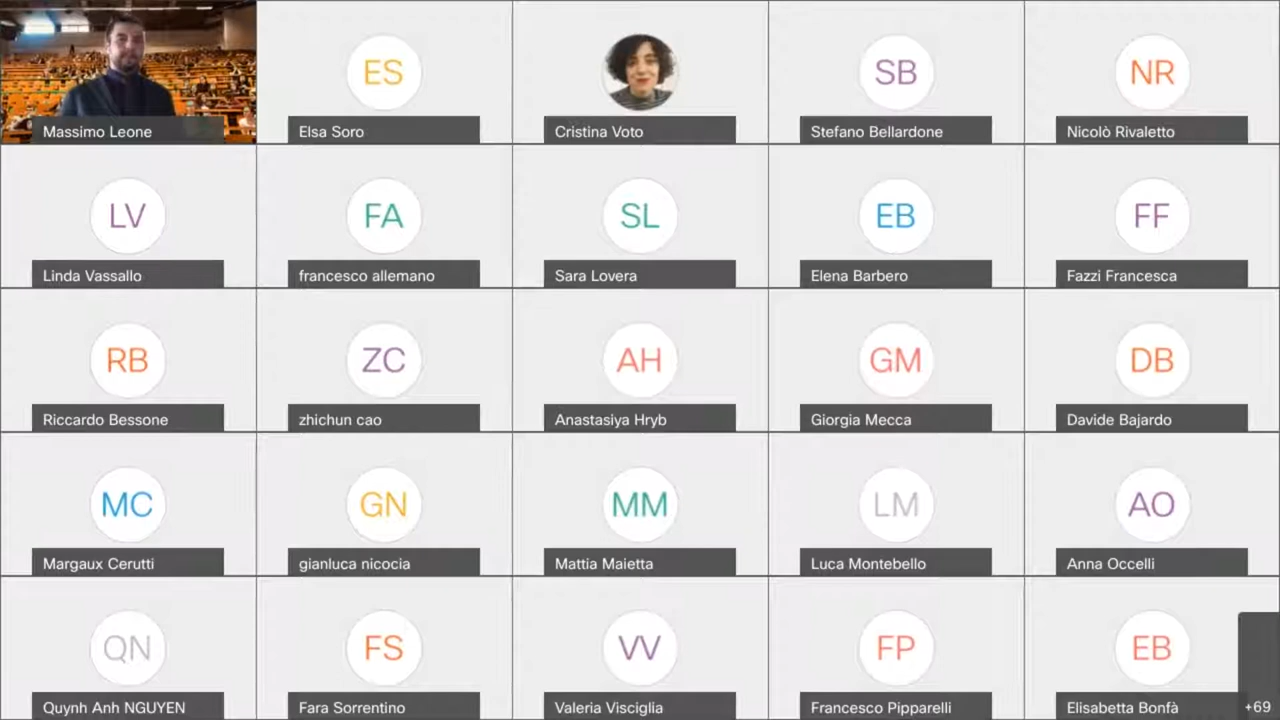 Massimo Leone
ES
Elsa Soro
Cristina Voto
SB
Stefano Bellardone
NR
Nicolò Rivaletto
LV
Linda Vassallo
FA
francesco allemano
SL
Sara Lovera
EB
Elena Barbero
FF
Fazzi Francesca
RB
Riccardo Bessone
ZC
zhichun cao
AH
Anastasiya Hryb
GM
Giorgia Mecca
DB
Davide Bajardo
MC
Margaux Cerutti
GN
gianluca nicocia
MM
Mattia Maietta
LM
Luca Montebello
AO
Anna Occelli
QN
Quynh Anh NGUYEN
FS
Fara Sorrentino
VV
Valeria Visciglia
FP
Francesco Pipparelli
EB
Elisabetta Bonfà
+69